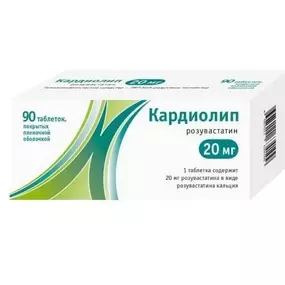 90 таблеток
20 мг
90 таблеток,
покрытых
пленочной
оболочкой
Кардиолип
розувастатин
20 мг
1 таблетка содержит
20 мг розувастатина в виде
розувастатина кальция